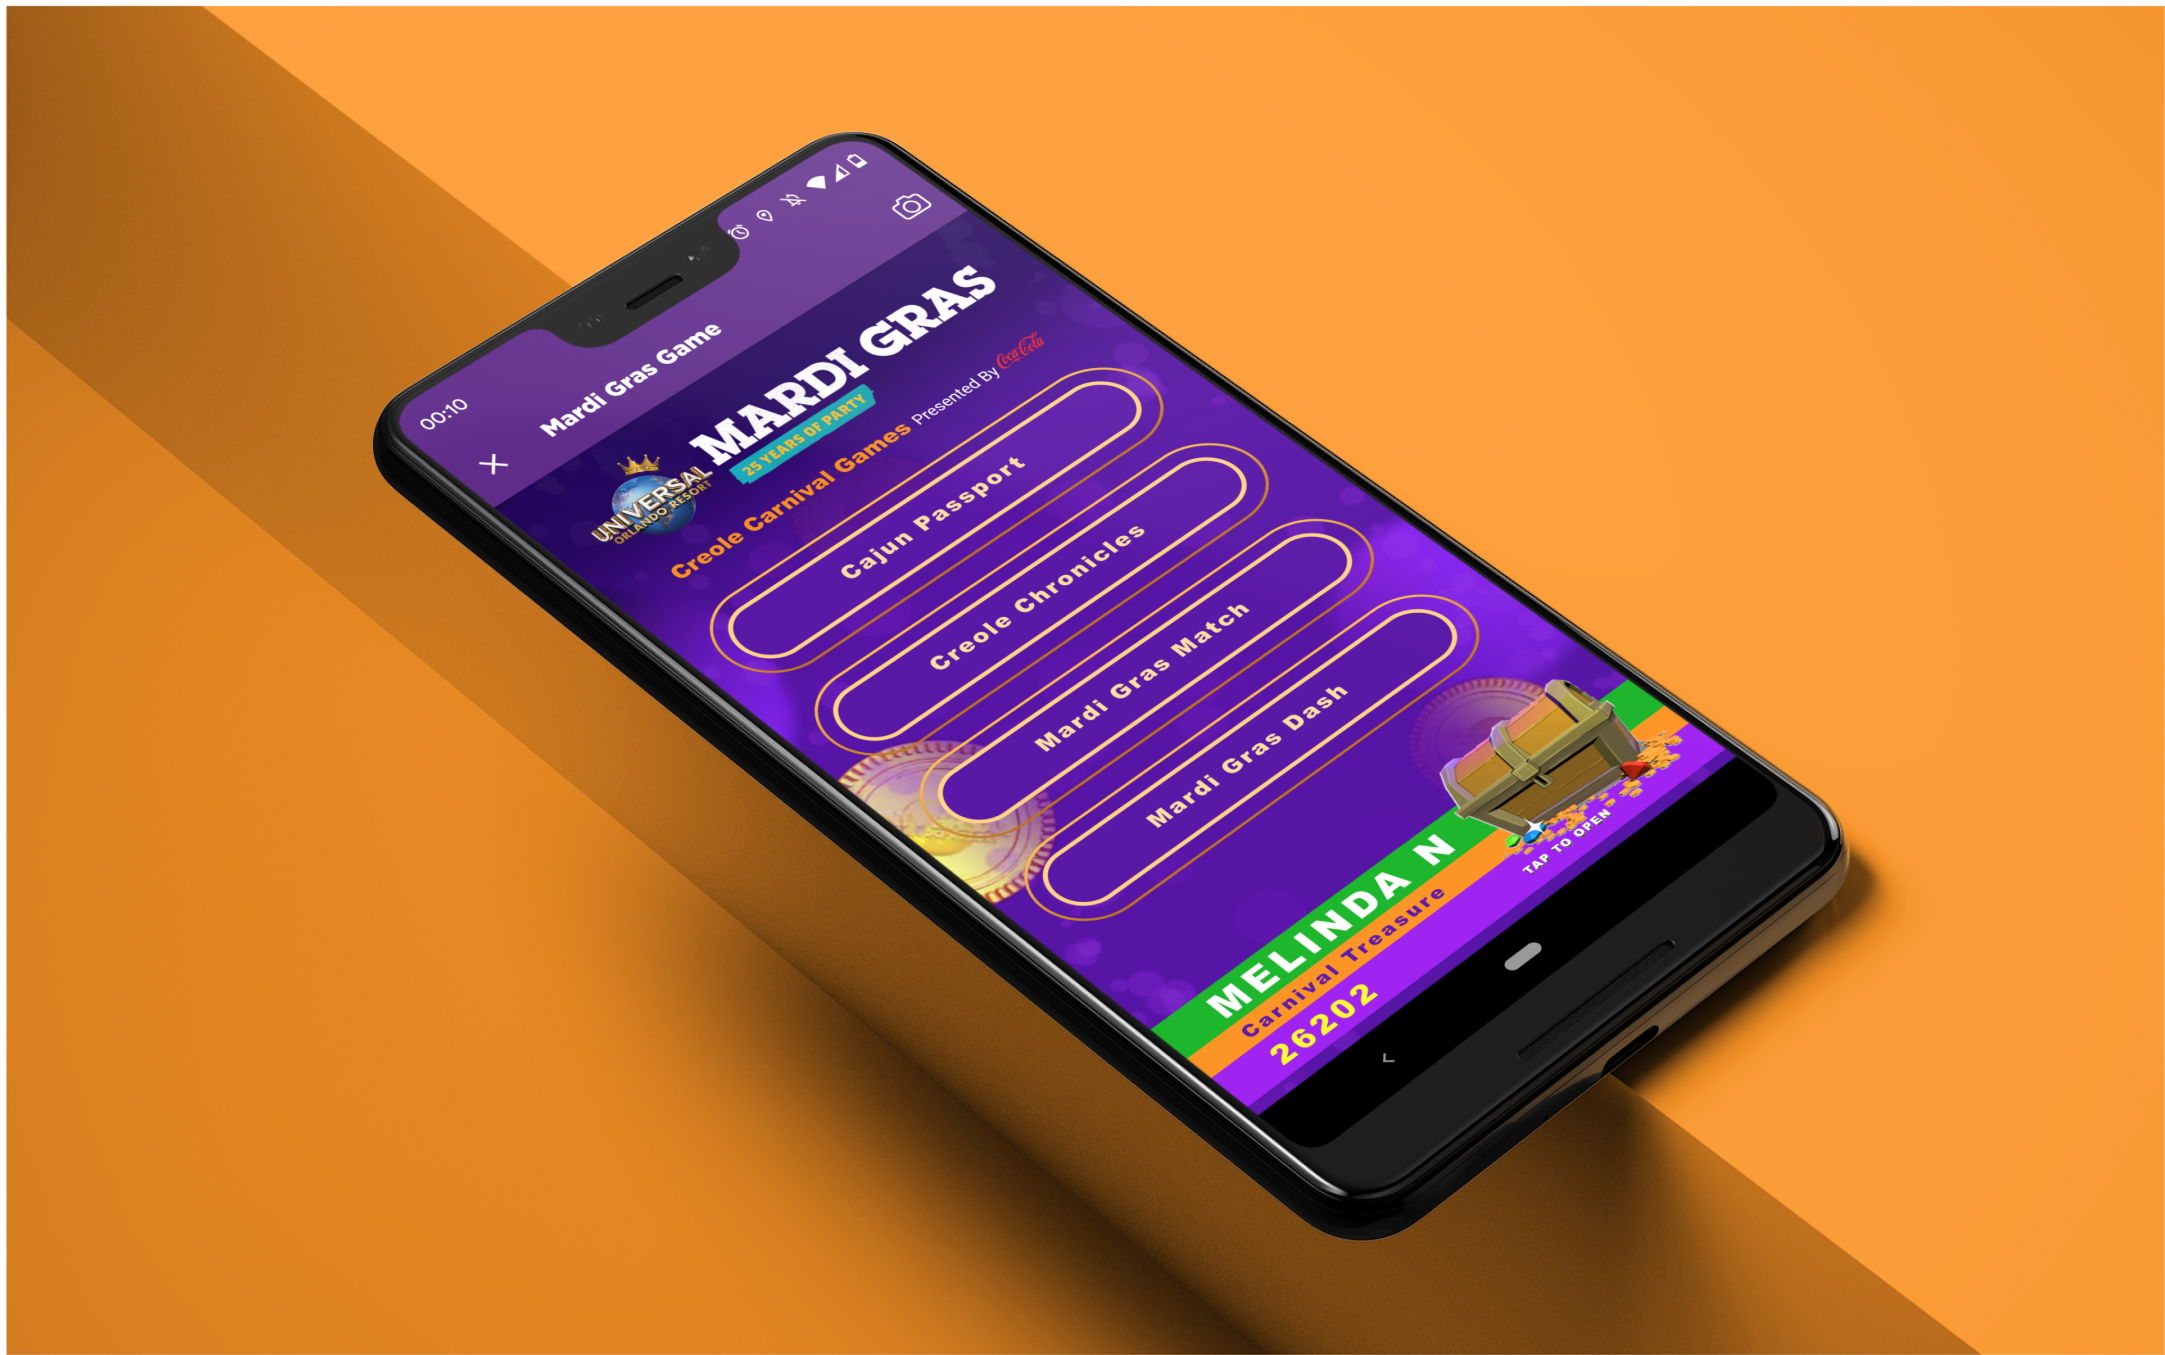 00:10
Mardi Gras Game
UNIVERSAL
ORLANDO RESORT
MARDI GRAS
25 YEARS OF PARTY
Creole Carnival Games Presented By Coca-Cola
Cajun Passport
Creole Chronicles
Mardi Gras Match
Mardi Gras Dash
MELINDA N
Carnival Treasure
26202
TAP TO OPEN